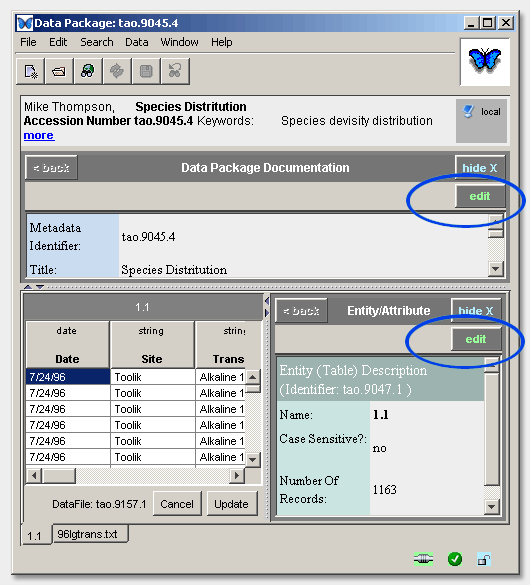 Data Package: tao.9045.4
File Edit Search Data Window Help
Mike Thompson, Species Distritution
Accession Number tao.9045.4 Keywords: Species devisity distribution
more
local
< back Data Package Documentation hide X
edit
Metadata Identifier: tao.9045.4
Title: Species Distritution
1.1
date string string
Date Site Trans
7/24/96 Toolik Alkaline 1
7/24/96 Toolik Alkaline 1
7/24/96 Toolik Alkaline 1
7/24/96 Toolik Alkaline 1
7/24/96 Toolik Alkaline 1
7/24/96 Toolik Alkaline 1
DataFile: tao.9157.1 Cancel Update
1.1 96lgtrans.txt
< back Entity/Attribute hide X
edit
Entity (Table) Description
(Identifier: tao.9047.1 )
Name: 1.1
Case Sensitive?: no
Number Of Records: 1163